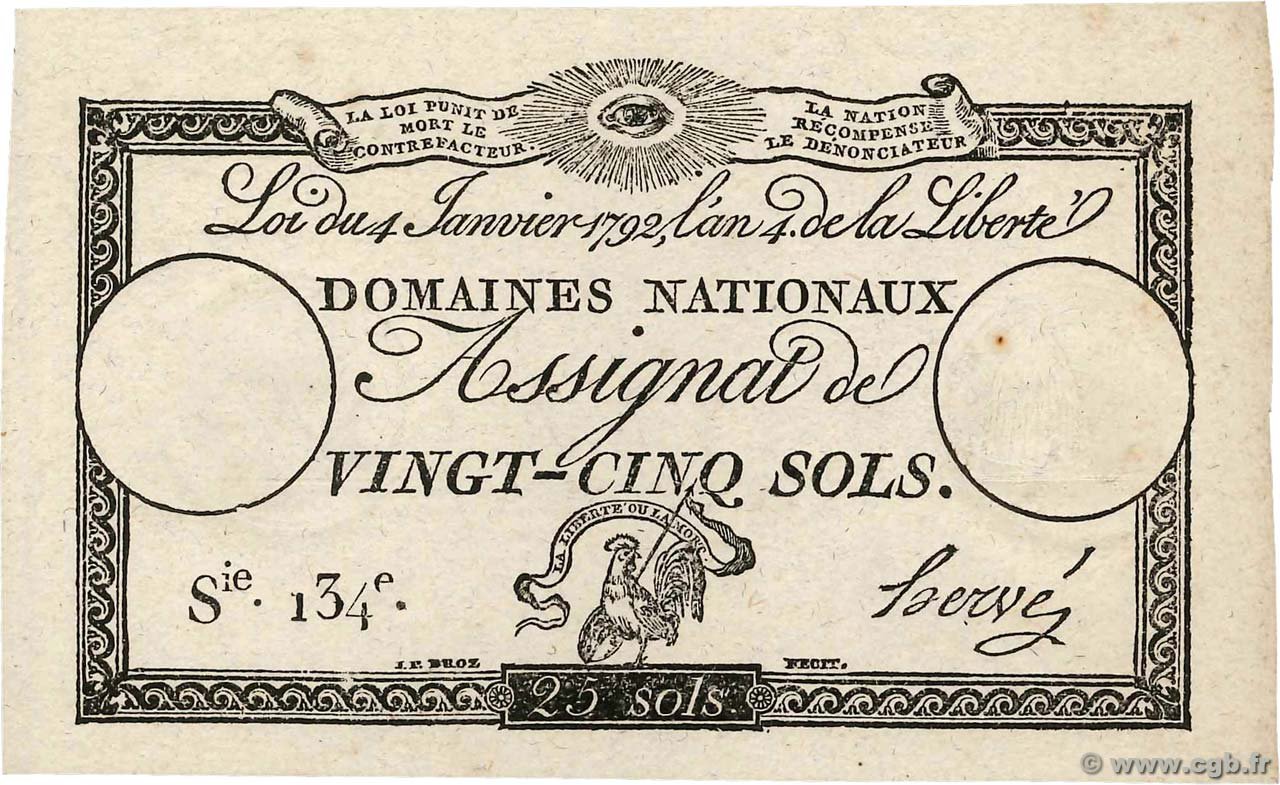 LA LOI PUNIT DE
MORT LE
CONTREFACTEUR.
LA NATION
RÉCOMPENSE
LE DÉNONCIATEUR
Loi du 4 Janvier 1792, l'an 4. de la Liberté
DOMAINES NATIONAUX
Assignat de
VINGT-CINQ SOLS.
LA LIBERTÉ OU LA MORT
Sie. 134e.
hervé
J.P. DROZ
FECIT.
25 sols
© www.cgb.fr